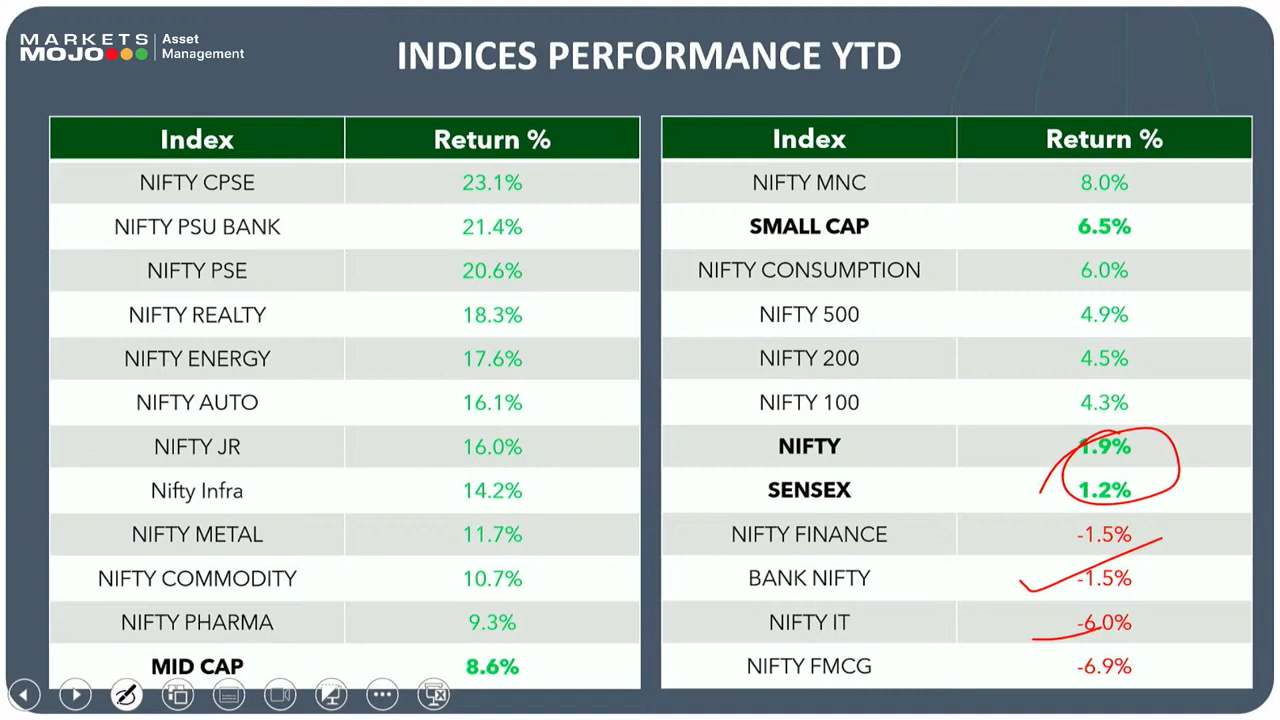 MARKETS
MOJO
Asset
Management
INDICES PERFORMANCE YTD
Index Return %
NIFTY CPSE 23.1%
NIFTY PSU BANK 21.4%
NIFTY PSE 20.6%
NIFTY REALTY 18.3%
NIFTY ENERGY 17.6%
NIFTY AUTO 16.1%
NIFTY JR 16.0%
Nifty Infra 14.2%
NIFTY METAL 11.7%
NIFTY COMMODITY 10.7%
NIFTY PHARMA 9.3%
MID CAP 8.6%
Index Return %
NIFTY MNC 8.0%
SMALL CAP 6.5%
NIFTY CONSUMPTION 6.0%
NIFTY 500 4.9%
NIFTY 200 4.5%
NIFTY 100 4.3%
NIFTY 1.9%
SENSEX 1.2%
NIFTY FINANCE -1.5%
BANK NIFTY -1.5%
NIFTY IT -6.0%
NIFTY FMCG -6.9%